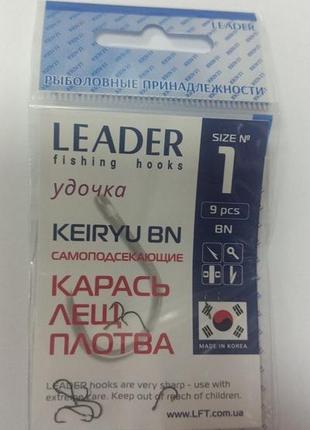 LEADER
РЫБОЛОВНЫЕ ПРИНАДЛЕЖНОСТИ
LEADER
fishing hooks
удочка
KEIRYU BN
САМОПОДСЕКАЮЩИЕ
КАРАСЬ
ЛЕЩ
ПЛОТВА
SIZE №
1
9 pcs
BN
MADE IN KOREA
LEADER hooks are very sharp - use with
extreme care. Keep out of reach of children.
www.LFT.com.ua